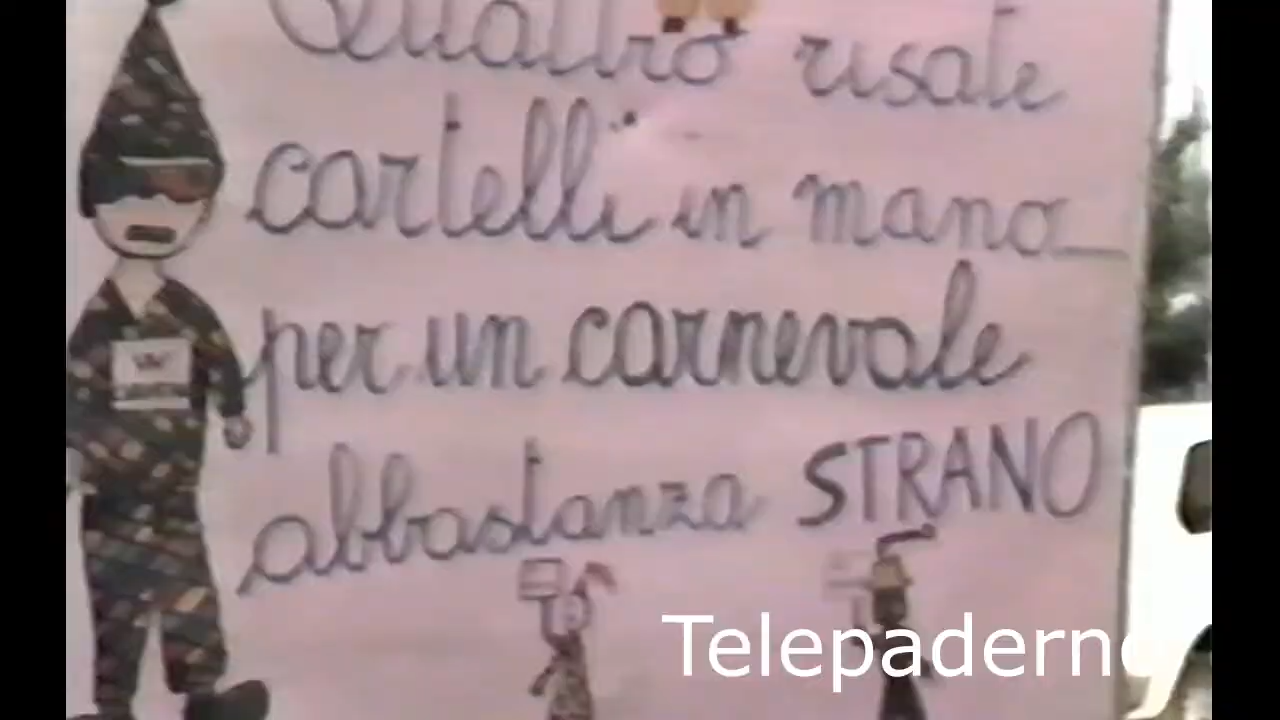 Quattro risate
cartelli in mano
per un carnevale
abbastanza STRANO
Telepaderno